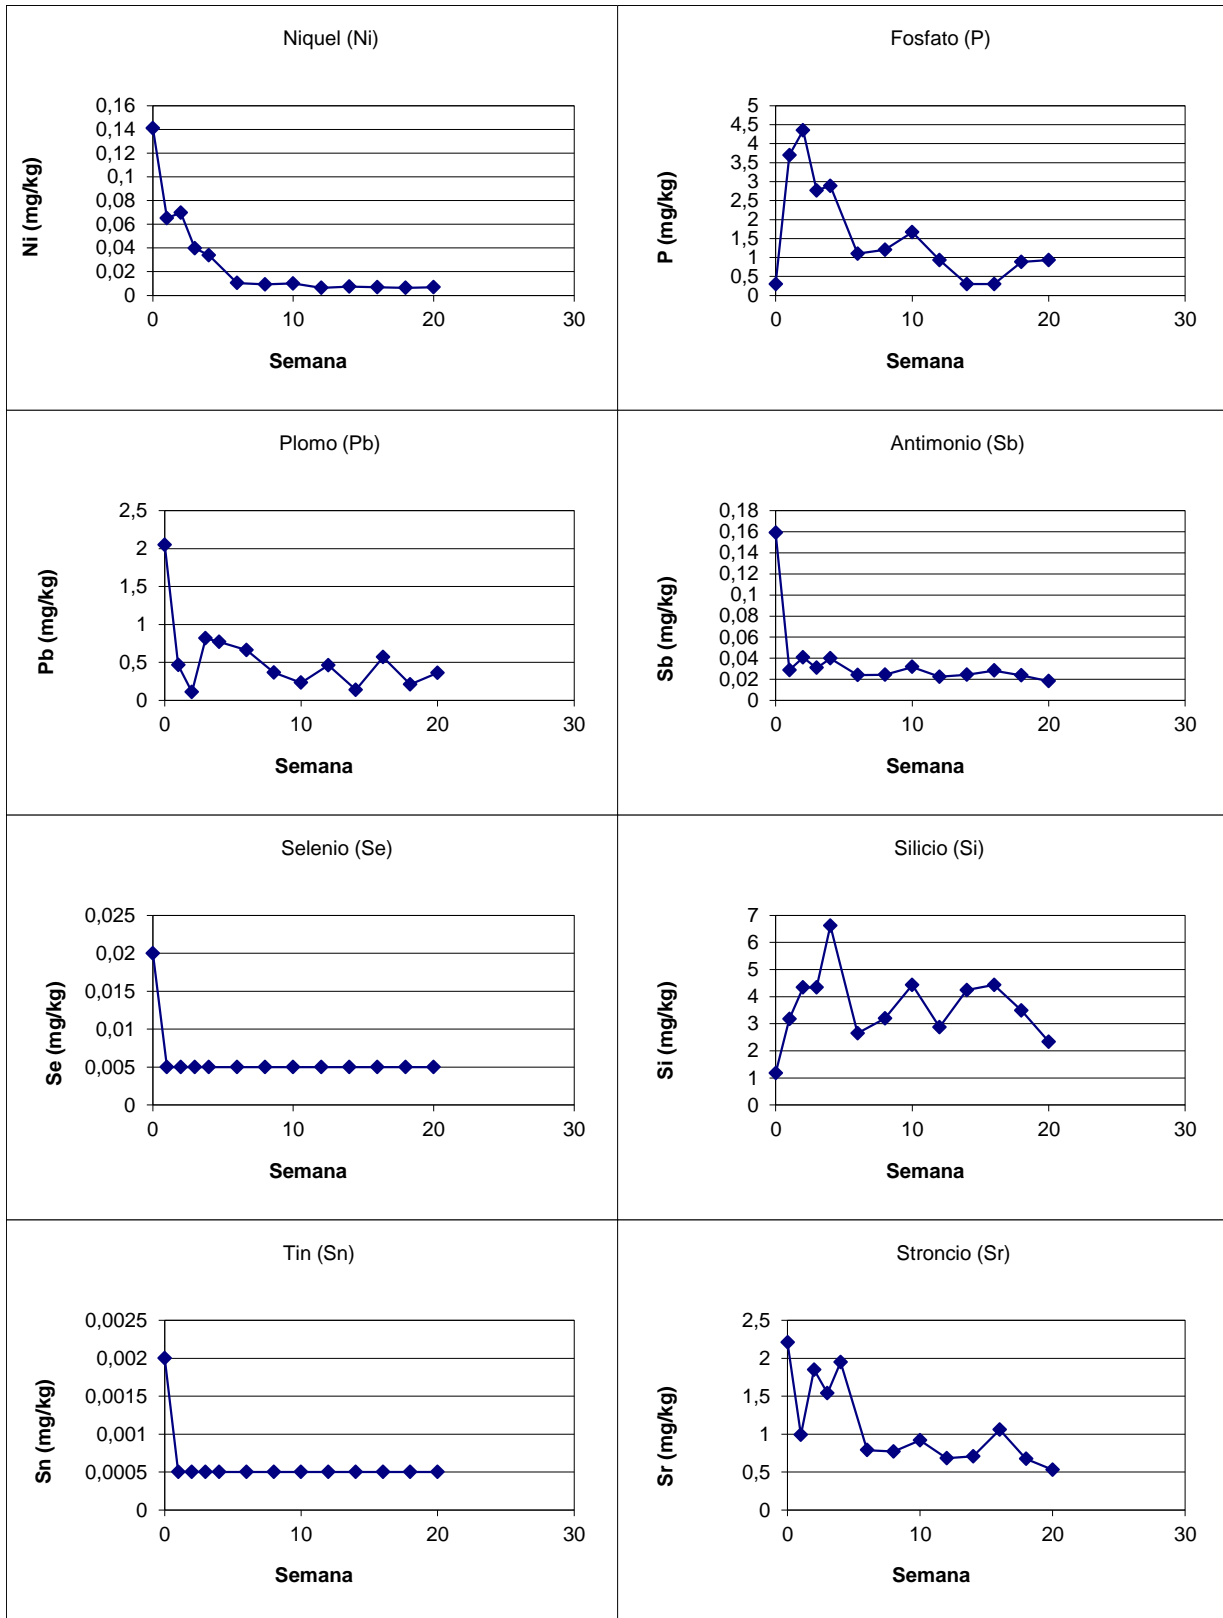 Niquel (Ni)
0,16
0,14
0,12
0,1
0,08
0,06
0,04
0,02
0
0 10 20 30
Ni (mg/kg)
Semana
Fosfato (P)
5
4,5
4
3,5
3
2,5
2
1,5
1
0,5
0
0 10 20 30
P (mg/kg)
Semana
Plomo (Pb)
2,5
2
1,5
1
0,5
0
0 10 20 30
Pb (mg/kg)
Semana
Antimonio (Sb)
0,18
0,16
0,14
0,12
0,1
0,08
0,06
0,04
0,02
0
0 10 20 30
Sb (mg/kg)
Semana
Selenio (Se)
0,025
0,02
0,015
0,01
0,005
0
0 10 20 30
Se (mg/kg)
Semana
Silicio (Si)
7
6
5
4
3
2
1
0
0 10 20 30
Si (mg/kg)
Semana
Tin (Sn)
0,0025
0,002
0,0015
0,001
0,0005
0
0 10 20 30
Sn (mg/kg)
Semana
Stroncio (Sr)
2,5
2
1,5
1
0,5
0
0 10 20 30
Sr (mg/kg)
Semana